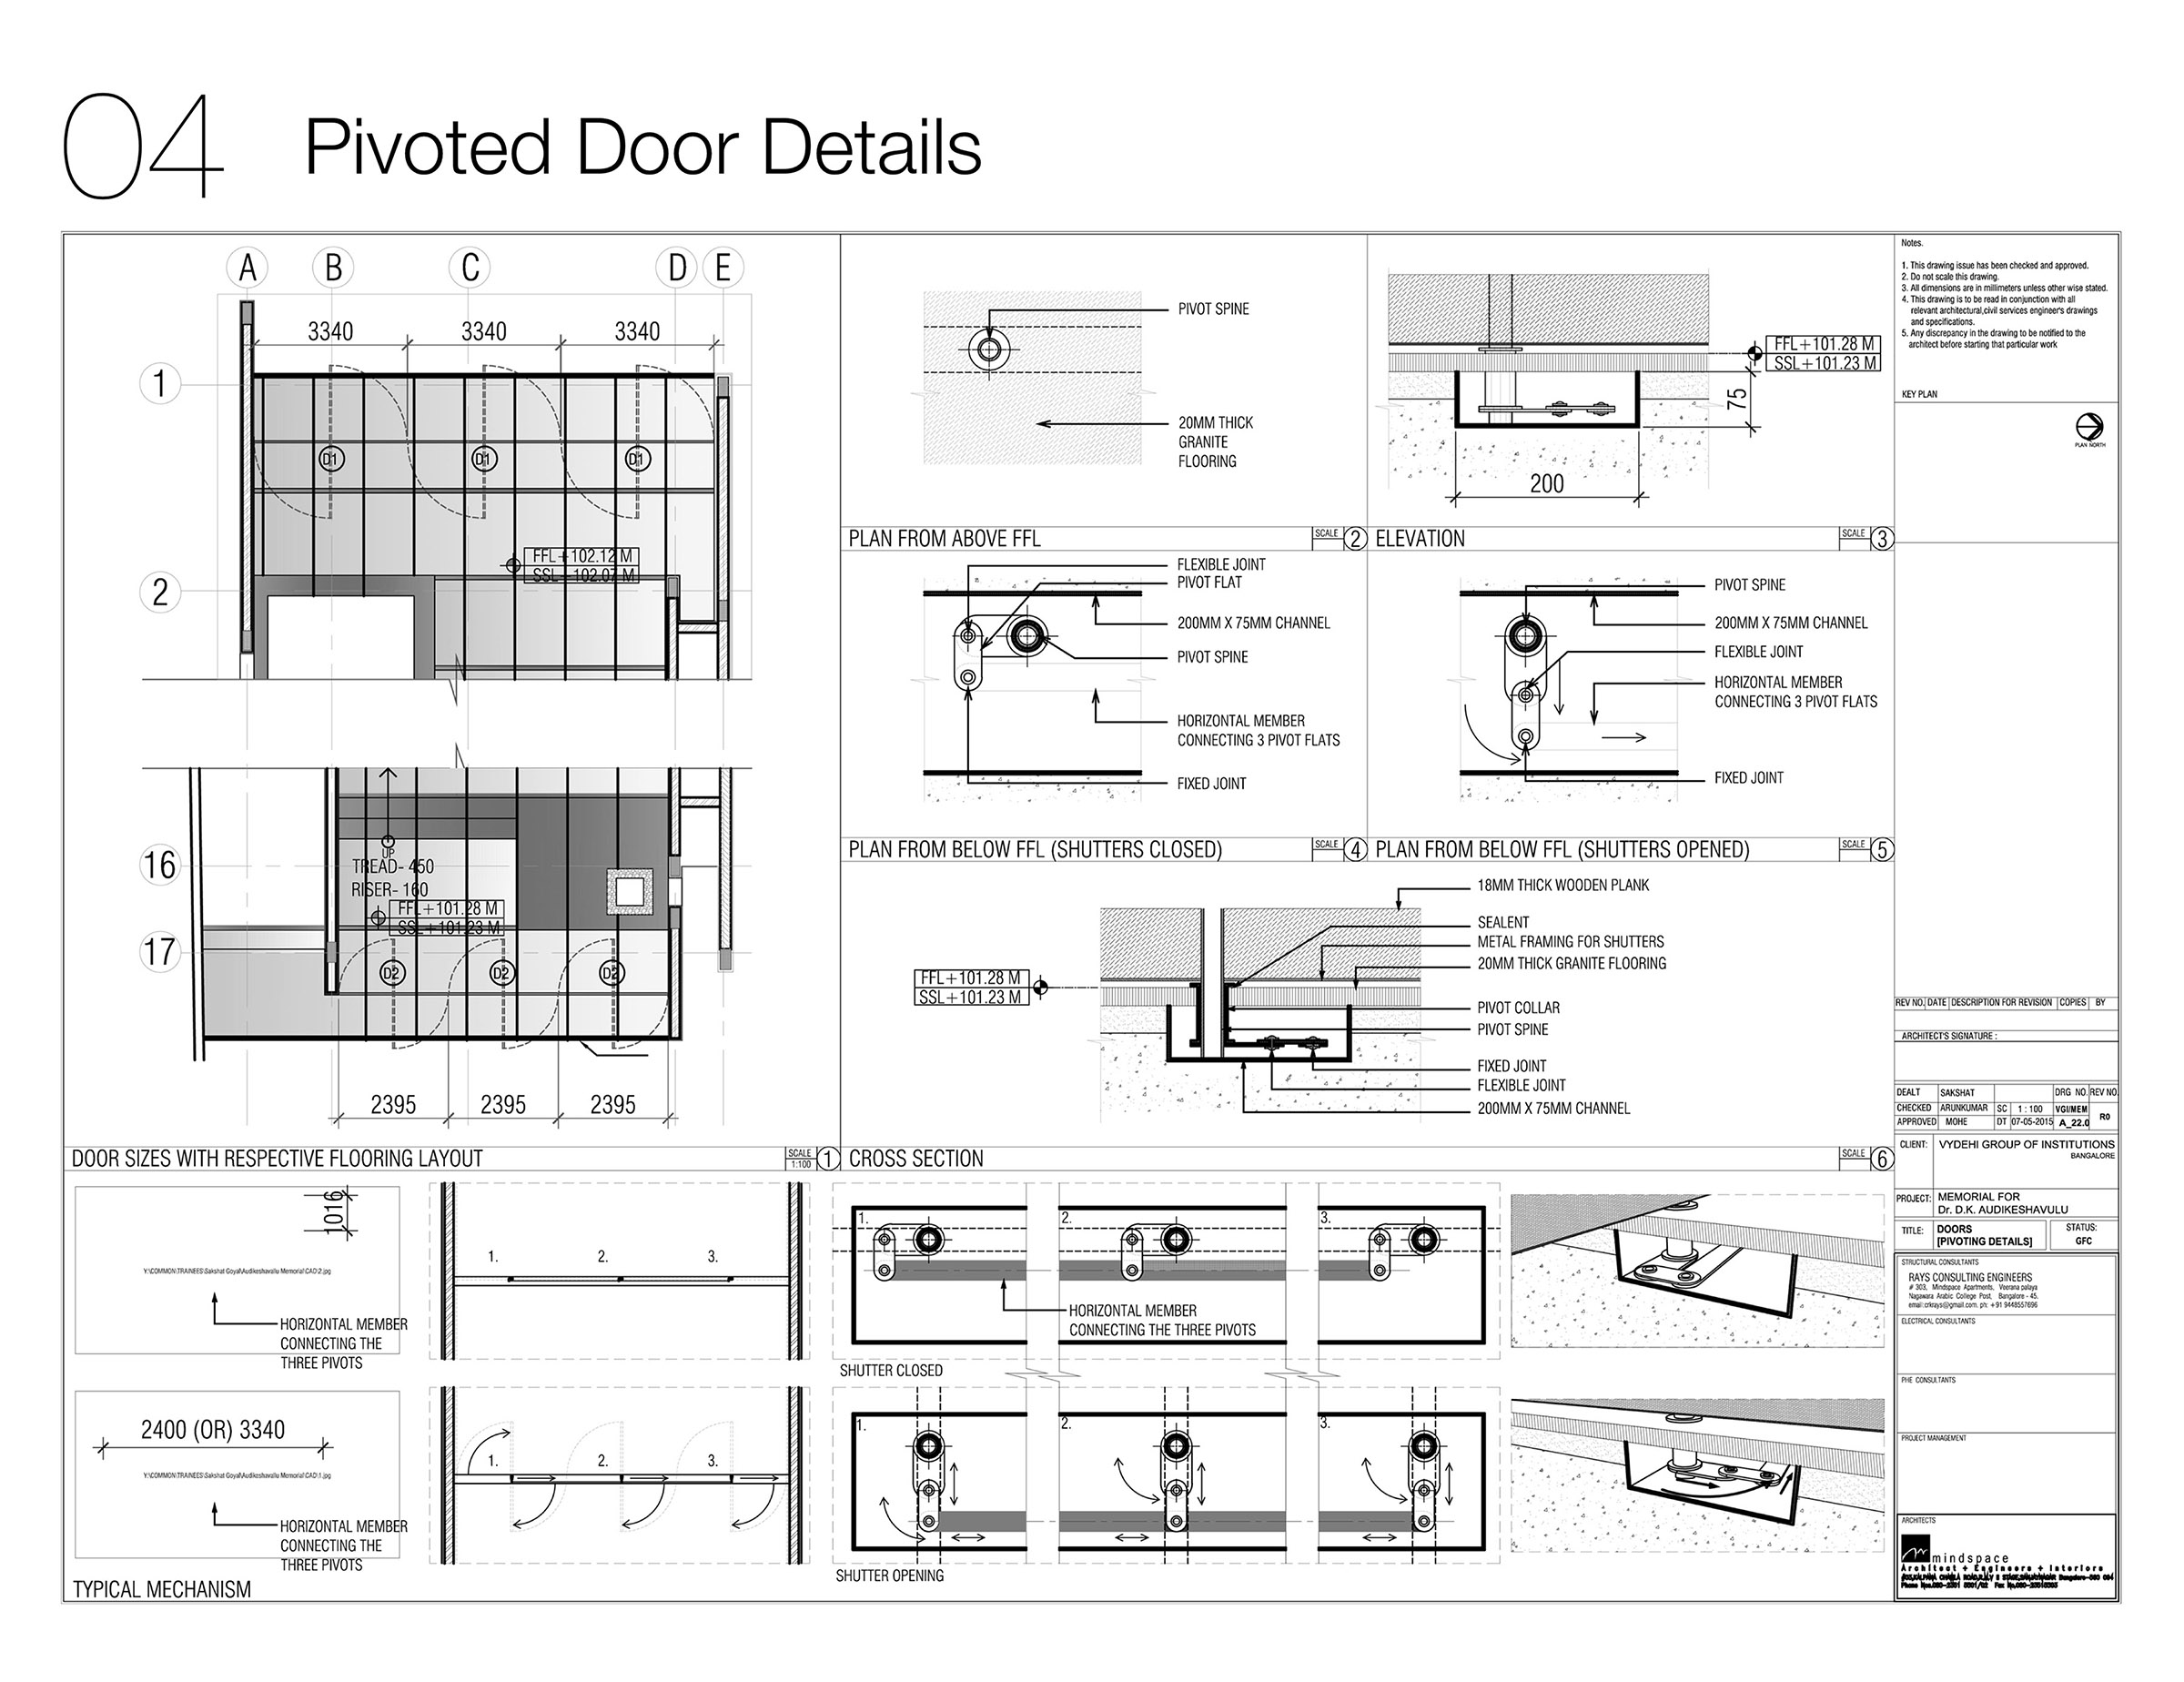 04 Pivoted Door Details
A B C D E
3340 3340 3340
1
D1 D1 D1
FFL+102.12 M
SSL+102.07 M
2
UP
16
TREAD- 450
RISER- 160
FFL+101.28 M
SSL+101.23 M
17
D2 D2 D2
2395 2395 2395
DOOR SIZES WITH RESPECTIVE FLOORING LAYOUT
SCALE
1:100
1
PIVOT SPINE
20MM THICK
GRANITE
FLOORING
PLAN FROM ABOVE FFL
SCALE
2
FFL+101.28 M
SSL+101.23 M
75
200
ELEVATION
SCALE
3
FLEXIBLE JOINT
PIVOT FLAT
200MM X 75MM CHANNEL
PIVOT SPINE
HORIZONTAL MEMBER
CONNECTING 3 PIVOT FLATS
FIXED JOINT
PLAN FROM BELOW FFL (SHUTTERS CLOSED)
SCALE
4
PIVOT SPINE
200MM X 75MM CHANNEL
FLEXIBLE JOINT
HORIZONTAL MEMBER
CONNECTING 3 PIVOT FLATS
FIXED JOINT
PLAN FROM BELOW FFL (SHUTTERS OPENED)
SCALE
5
18MM THICK WOODEN PLANK
SEALENT
METAL FRAMING FOR SHUTTERS
20MM THICK GRANITE FLOORING
FFL+101.28 M
SSL+101.23 M
PIVOT COLLAR
PIVOT SPINE
FIXED JOINT
FLEXIBLE JOINT
200MM X 75MM CHANNEL
CROSS SECTION
SCALE
6
1016
Y:\COMMON\TRAINEES\Sakshat Goyal\Audikeshavallu Memorial\CAD\2.jpg
HORIZONTAL MEMBER
CONNECTING THE
THREE PIVOTS
1. 2. 3.
1. 2. 3.
HORIZONTAL MEMBER
CONNECTING THE THREE PIVOTS
SHUTTER CLOSED
2400 (OR) 3340
Y:\COMMON\TRAINEES\Sakshat Goyal\Audikeshavallu Memorial\CAD\1.jpg
HORIZONTAL MEMBER
CONNECTING THE
THREE PIVOTS
1. 2. 3.
1. 2. 3.
SHUTTER OPENING
TYPICAL MECHANISM
Notes.
1. This drawing issue has been checked and approved.
2. Do not scale this drawing.
3. All dimensions are in millimeters unless other wise stated.
4. This drawing is to be read in conjunction with all
relevant architectural,civil services engineer's drawings
and specifications.
5. Any discrepancy in the drawing to be notified to the
architect before starting that particular work
KEY PLAN
PLAN NORTH
REV NO. DATE DESCRIPTION FOR REVISION COPIES BY
ARCHITECT'S SIGNATURE :
DEALT SAKSHAT DRG NO. REV NO.
CHECKED ARUNKUMAR SC 1 : 100 VGI/MEM R0
APPROVED MOHE DT 07-05-2015 A_22.0
CLIENT: VYDEHI GROUP OF INSTITUTIONS
BANGALORE
PROJECT: MEMORIAL FOR
Dr. D.K. AUDIKESHAVULU
TITLE: DOORS
[PIVOTING DETAILS]
STATUS:
GFC
STRUCTURAL CONSULTANTS
RAYS CONSULTING ENGINEERS
# 303, Mindspace Apartments, Veerana palaya
Nagawara Arabic College Post, Bangalore - 45.
email:crkrays@gmail.com. ph: +91 9448557696
ELECTRICAL CONSULTANTS
PHE CONSULTANTS
PROJECT MANAGEMENT
ARCHITECTS
mindspace
Architect + Engineers + Interiors